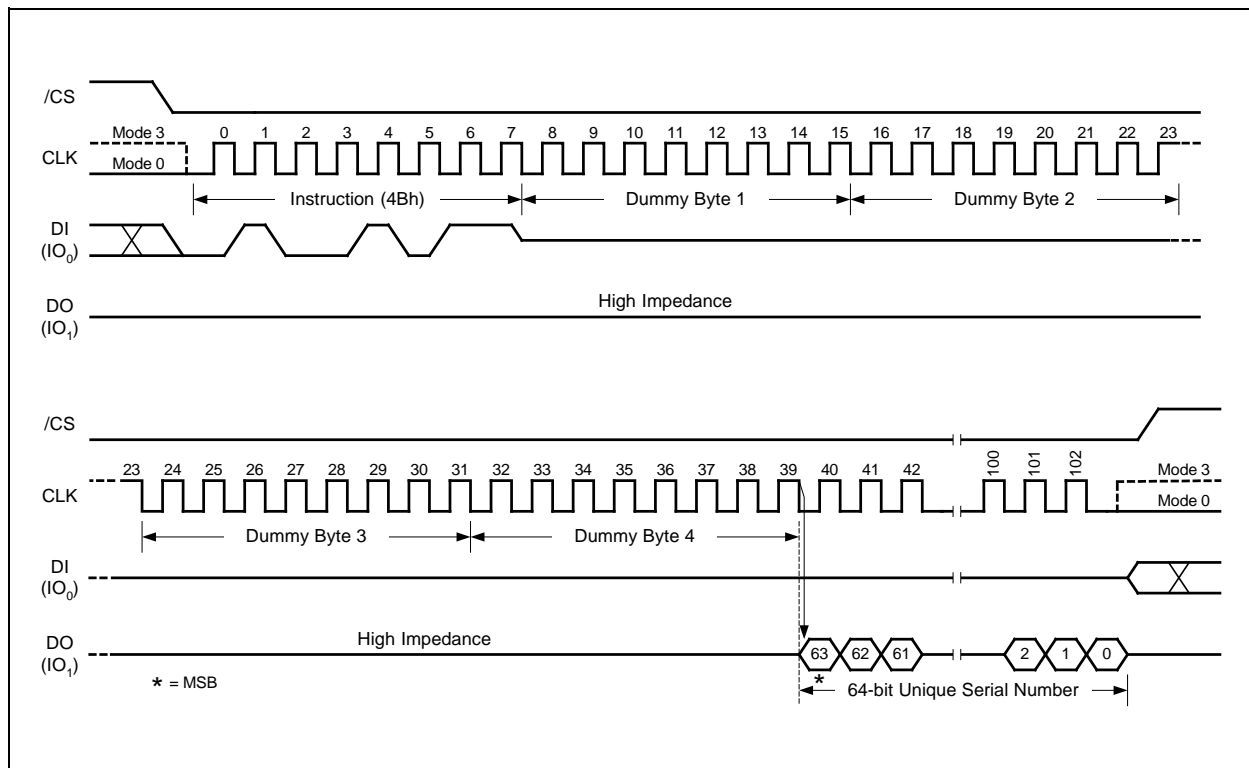 /CS
Mode 3 0 1 2 3 4 5 6 7 8 9 10 11 12 13 14 15 16 17 18 19 20 21 22 23
CLK
Mode 0
Instruction (4Bh) Dummy Byte 1 Dummy Byte 2
DI
(IO0)
High Impedance
DO
(IO1)
/CS
23 24 25 26 27 28 29 30 31 32 33 34 35 36 37 38 39 40 41 42 100 101 102 Mode 3
CLK
Mode 0
Dummy Byte 3 Dummy Byte 4
DI
(IO0)
High Impedance
DO
(IO1)
63 62 61 2 1 0
* = MSB
*
64-bit Unique Serial Number